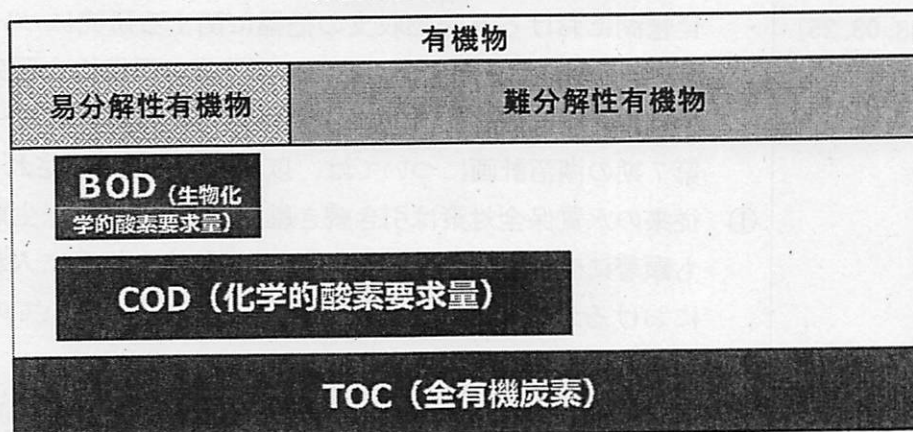 有機物
易分解性有機物
難分解性有機物
BOD（生物化
学的酸素要求量）
COD（化学的酸素要求量）
TOC（全有機炭素）